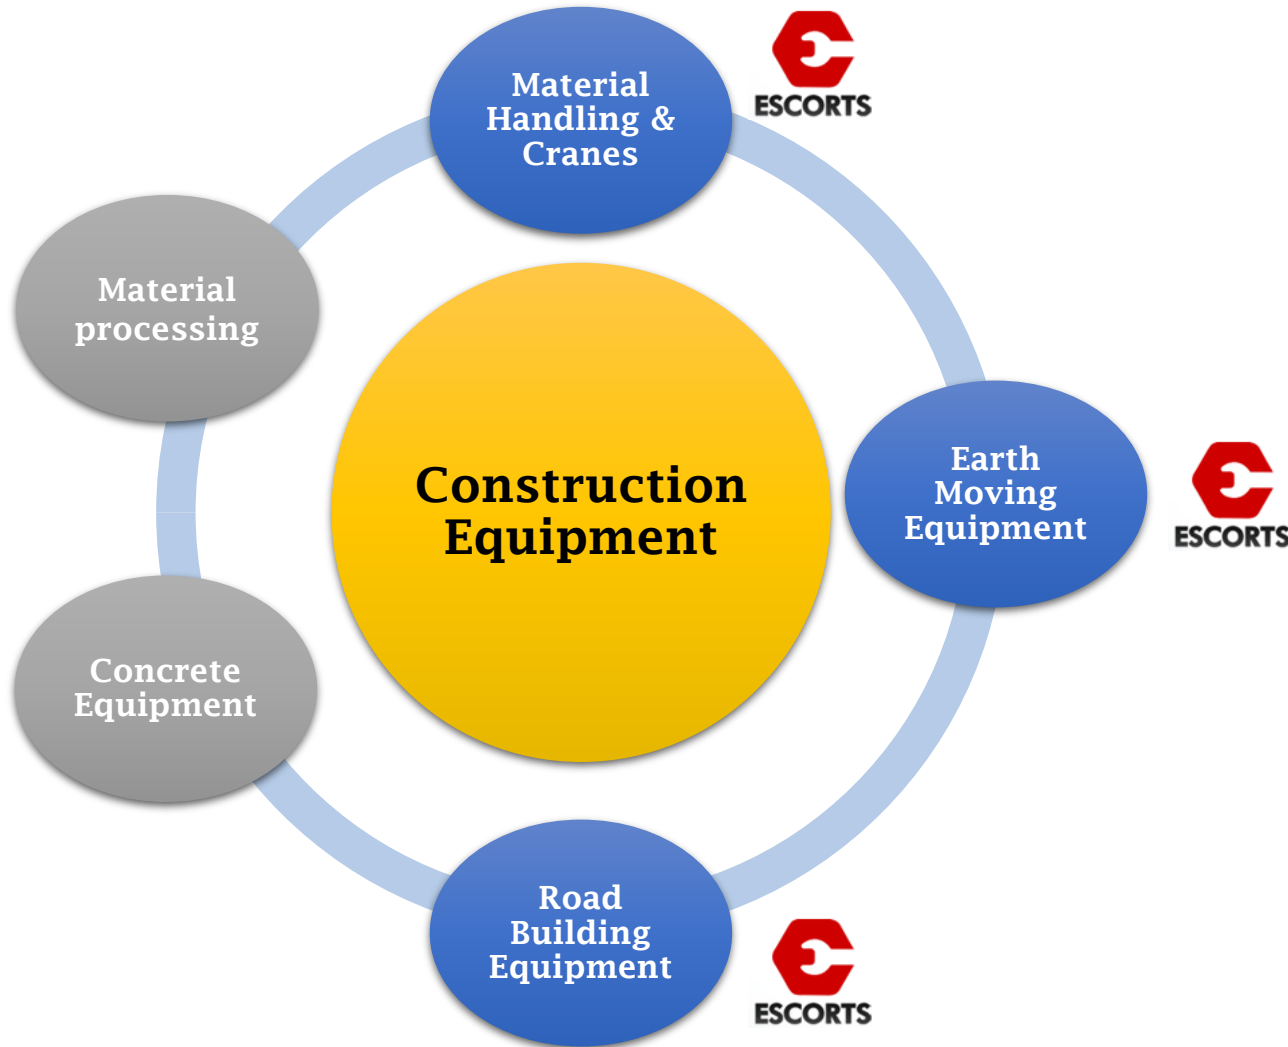 Material
Handling &
Cranes
ESCORTS
Material
processing
Construction
Equipment
Earth
Moving
Equipment
ESCORTS
Concrete
Equipment
Road
Building
Equipment
ESCORTS